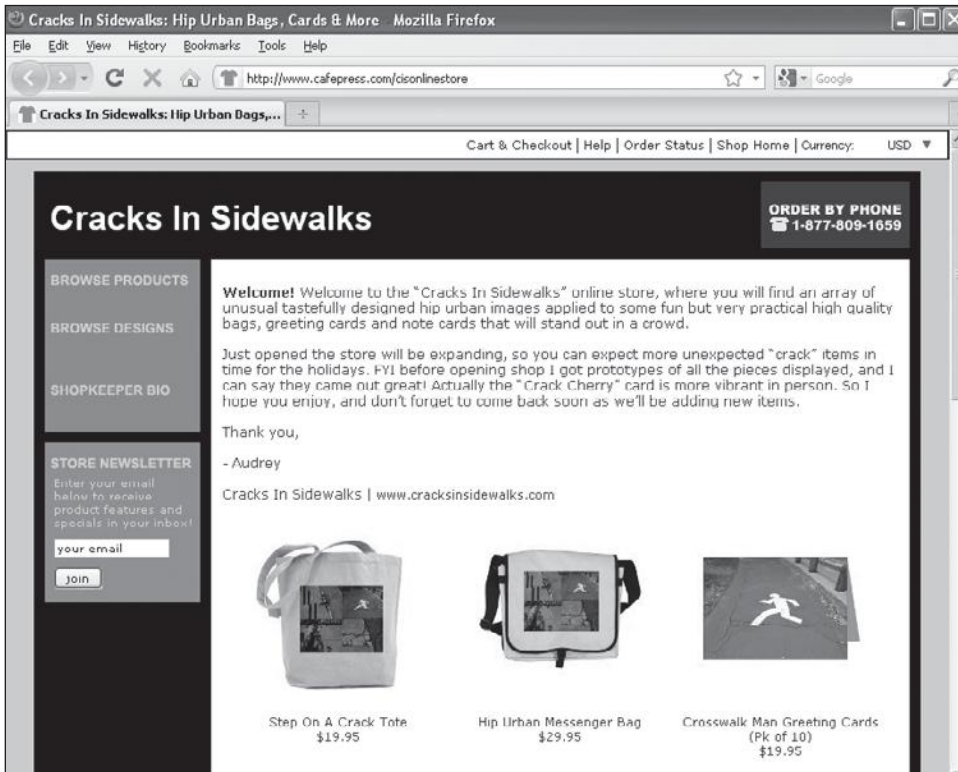 Cracks In Sidewalks: Hip Urban Bags, Cards & More Mozilla Firefox
File Edit View History Bookmarks Tools Help
http://www.cafepress.com/cisonlinestore
Google
Cracks In Sidewalks: Hip Urban Bags,...
Cart & Checkout | Help | Order Status | Shop Home | Currency: USD
Cracks In Sidewalks
ORDER BY PHONE
1-877-809-1659
BROWSE PRODUCTS
BROWSE DESIGNS
SHOPKEEPER BIO
STORE NEWSLETTER
Enter your email
below to receive
product features and
specials in your inbox!
your email
join
Welcome! Welcome to the "Cracks In Sidewalks" online store, where you will find an array of
unusual tastefully designed hip urban images applied to some fun but very practical high quality
bags, greeting cards and note cards that will stand out in a crowd.
Just opened the store will be expanding, so you can expect more unexpected "crack" items in
time for the holidays. FYI before opening shop I got prototypes of all the pieces displayed, and I
can say they came out great! Actually the "Crack Cherry" card is more vibrant in person. So I
hope you enjoy, and don't forget to come back soon as we'll be adding new items.
Thank you,
- Audrey
Cracks In Sidewalks | www.cracksinsidewalks.com
Step On A Crack Tote
$19.95
Hip Urban Messenger Bag
$29.95
Crosswalk Man Greeting Cards
(Pk of 10)
$19.95